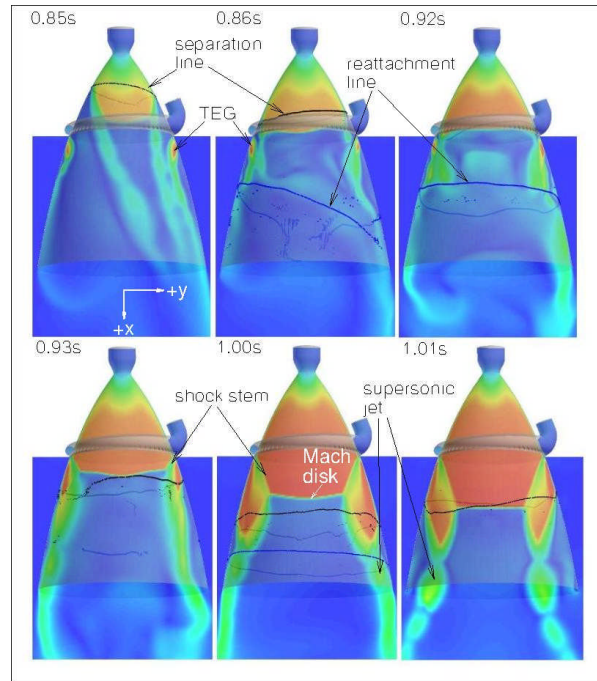 0.85s
0.86s
0.92s
separation
line
reattachment
line
TEG
+y
+x
0.93s
1.00s
1.01s
shock stem
supersonic
jet
Mach
disk